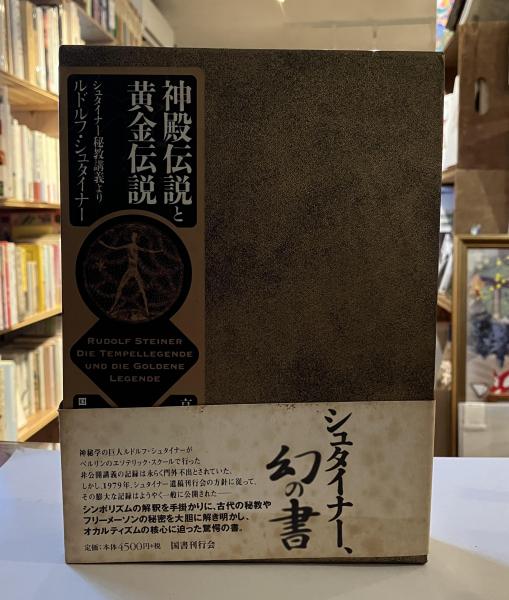 神殿伝説と
黄金伝説
シュタイナー秘教講義より
ルドルフ・シュタイナー
RUDOLF STEINER
DIE TEMPELLEGENDE
UND DIE GOLDENE
LEGENDE
国
シュタイナー、
幻の書
神秘学の巨人ルドルフ・シュタイナーが
ベルリンのエソテリック・スクールで行った
非公開講義の記録は永らく門外不出とされていた。
しかし、1979年、シュタイナー遺稿刊行会の方針に従って、
その膨大な記録はようやく一般に公開された──
シンボリズムの解釈を手掛かりに、古代の秘教や
フリーメーソンの秘密を大胆に解き明かし、
オカルティズムの核心に迫った驚愕の書。
定価:本体4500円+税 国書刊行会